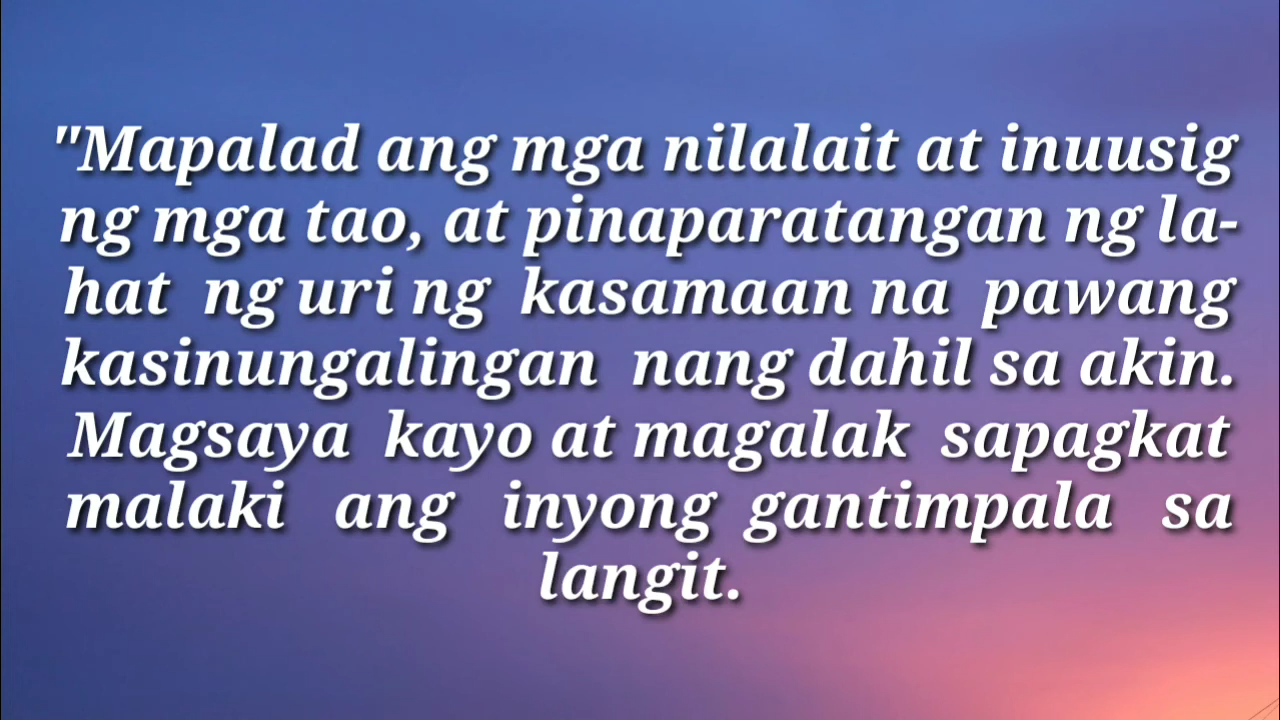 "Mapalad ang mga nilalait at inuusig
ng mga tao, at pinaparatangan ng la-
hat ng uri ng kasamaan na pawang
kasinungalingan nang dahil sa akin.
Magsaya kayo at magalak sapagkat
malaki ang inyong gantimpala sa
langit.